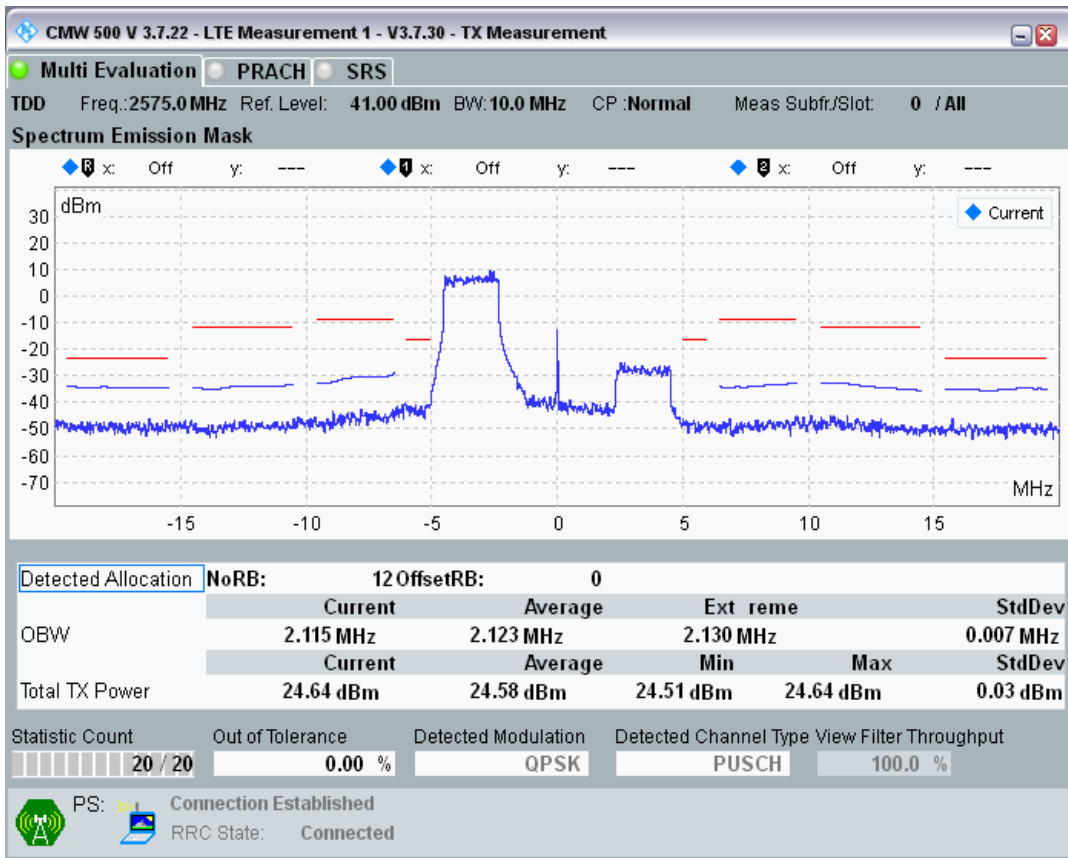 CMW 500 V 3.7.22 - LTE Measurement 1 - V3.7.30 - TX Measurement
Multi Evaluation PRACH SRS
TDD Freq.:2575.0 MHz Ref. Level: 41.00 dBm BW:10.0 MHz CP :Normal Meas Subfr./Slot: 0 / All
Spectrum Emission Mask
R x: Off y: --- 1 x: Off y: --- 2 x: Off y: ---
dBm
Current
30
20
10
0
-10
-20
-30
-40
-50
-60
-70
MHz
-15 -10 -5 0 5 10 15
Detected Allocation NoRB: 12 OffsetRB: 0
Current Average Ext reme StdDev
OBW 2.115 MHz 2.123 MHz 2.130 MHz 0.007 MHz
Current Average Min Max StdDev
Total TX Power 24.64 dBm 24.58 dBm 24.51 dBm 24.64 dBm 0.03 dBm
Statistic Count Out of Tolerance Detected Modulation Detected Channel Type View Filter Throughput
20 / 20 0.00 % QPSK PUSCH 100.0 %
PS: Connection Established
RRC State: Connected